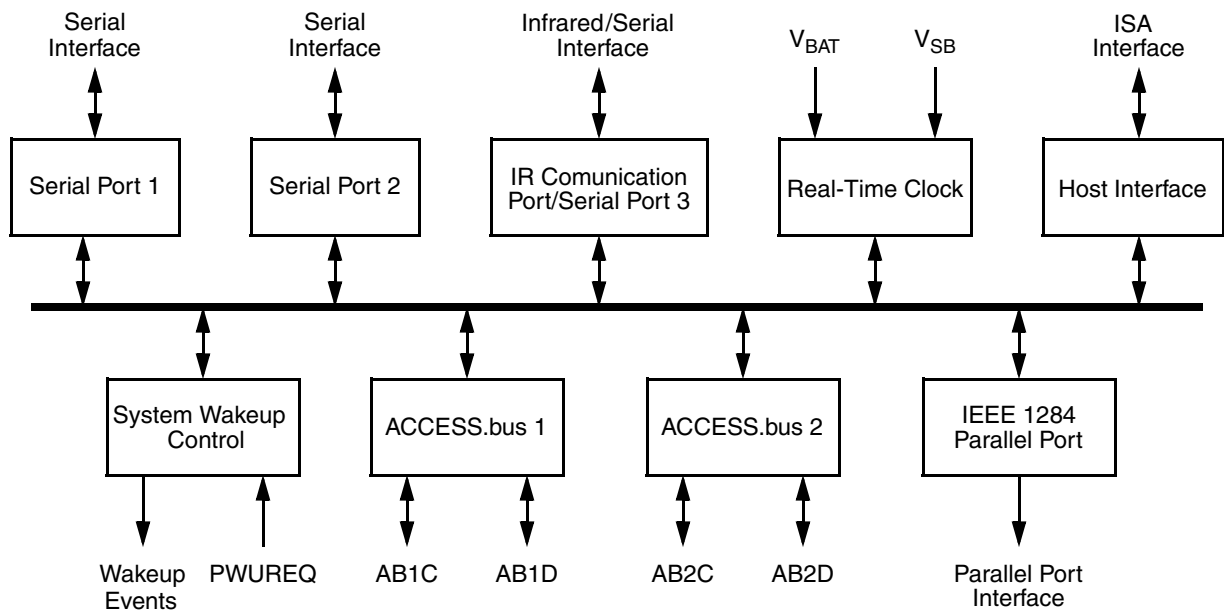 Serial
Interface
Serial
Interface
Infrared/Serial
Interface
VBAT
VSB
ISA
Interface
Serial Port 1
Serial Port 2
IR Comunication
Port/Serial Port 3
Real-Time Clock
Host Interface
System Wakeup
Control
ACCESS.bus 1
ACCESS.bus 2
IEEE 1284
Parallel Port
Wakeup
Events
PWUREQ
AB1C
AB1D
AB2C
AB2D
Parallel Port
Interface